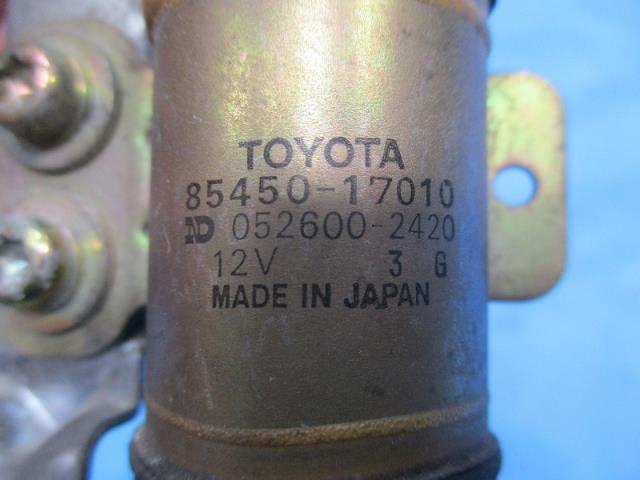 TOYOTA
85450-17010
ND 052600-2420
12V 3 G
MADE IN JAPAN